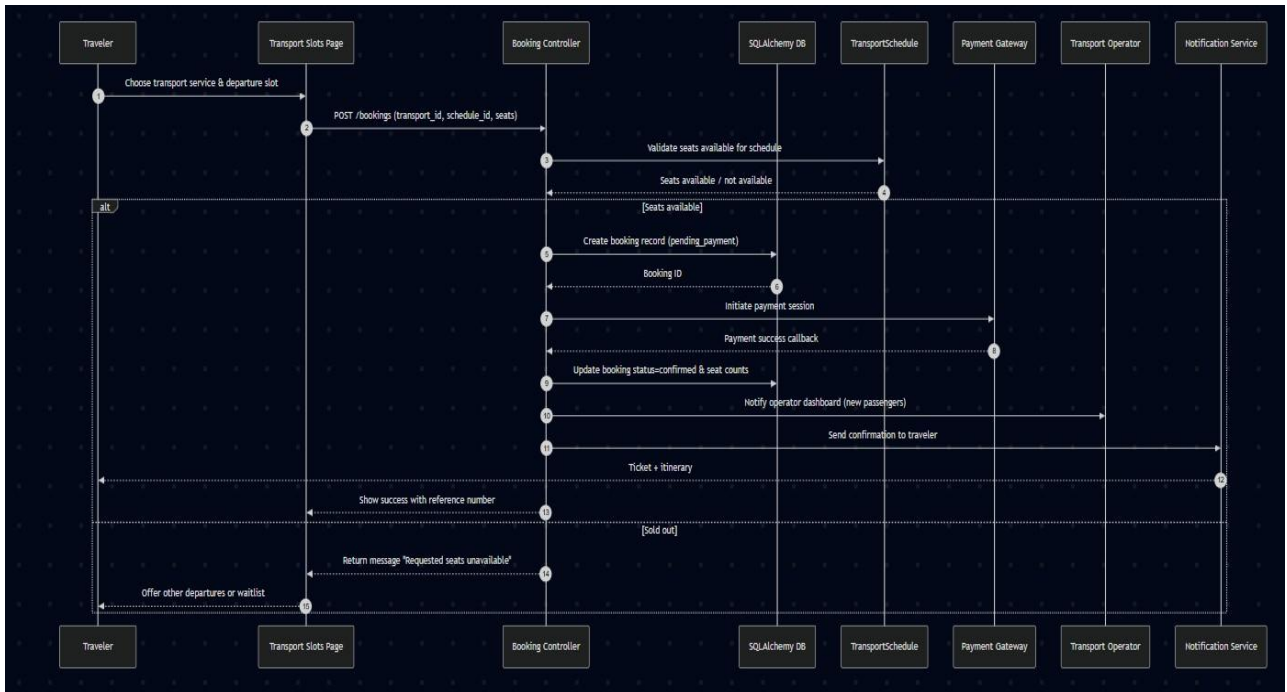 Traveler
Transport Slots Page
Booking Controller
SQLAlchemy DB
TransportSchedule
Payment Gateway
Transport Operator
Notification Service
Choose transport service & departure slot
1
POST /bookings (transport_id, schedule_id, seats)
2
Validate seats available for schedule
3
Seats available / not available
4
alt
[Seats available]
Create booking record (pending_payment)
5
Booking ID
6
Initiate payment session
7
Payment success callback
8
Update booking status=confirmed & seat counts
9
Notify operator dashboard (new passengers)
10
Send confirmation to traveler
11
Ticket + itinerary
12
Show success with reference number
13
[Sold out]
Return message "Requested seats unavailable"
14
Offer other departures or waitlist
15
Traveler
Transport Slots Page
Booking Controller
SQLAlchemy DB
TransportSchedule
Payment Gateway
Transport Operator
Notification Service